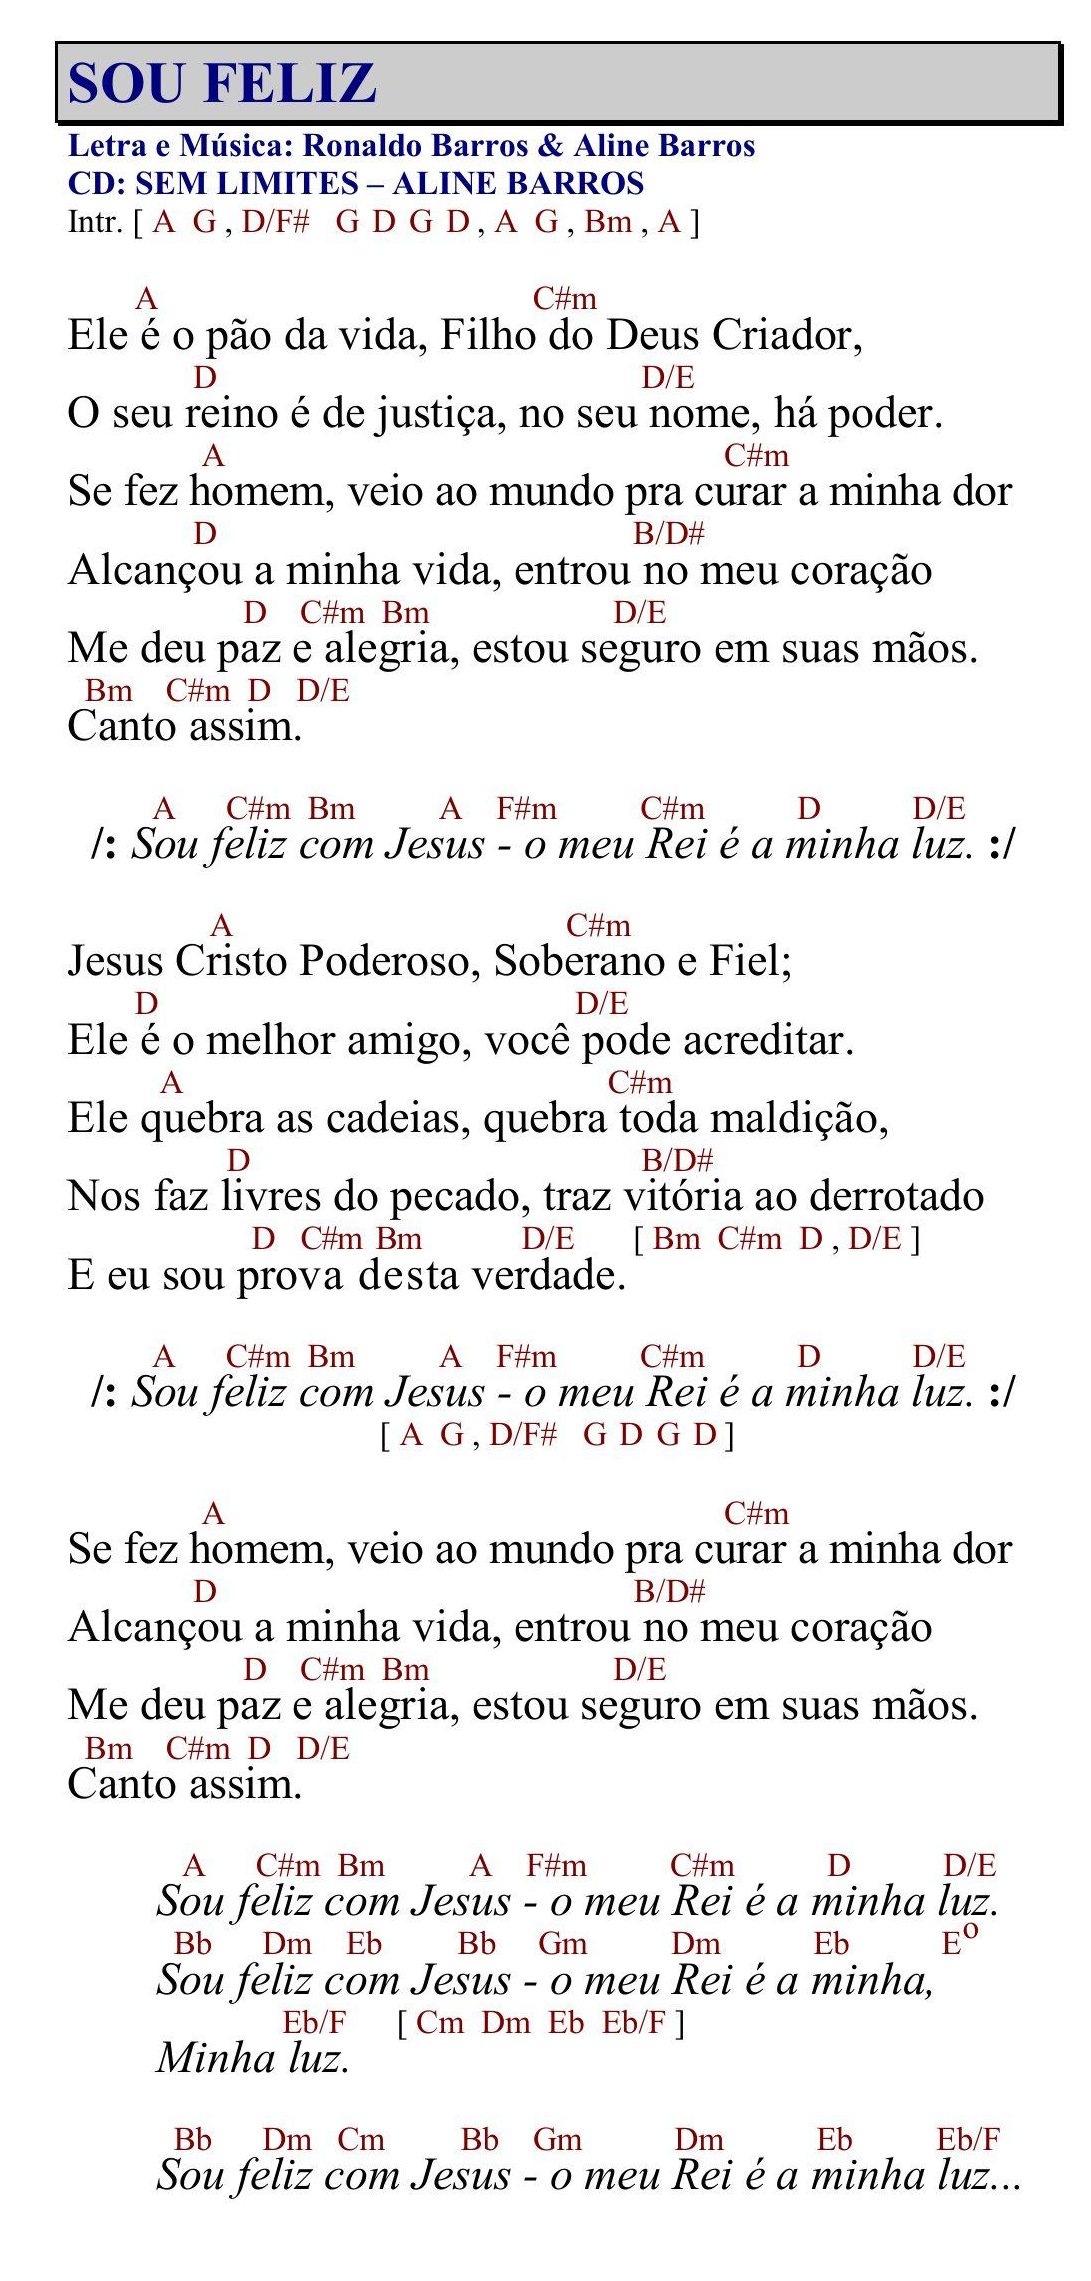 SOU FELIZ
Letra e Música: Ronaldo Barros & Aline Barros
CD: SEM LIMITES – ALINE BARROS
Intr. [ A G , D/F# G D G D , A G , Bm , A ]
A C#m
Ele é o pão da vida, Filho do Deus Criador,
D D/E
O seu reino é de justiça, no seu nome, há poder.
A C#m
Se fez homem, veio ao mundo pra curar a minha dor
D B/D#
Alcançou a minha vida, entrou no meu coração
D C#m Bm D/E
Me deu paz e alegria, estou seguro em suas mãos.
Bm C#m D D/E
Canto assim.
A C#m Bm A F#m C#m D D/E
/: Sou feliz com Jesus - o meu Rei é a minha luz. :/
A C#m
Jesus Cristo Poderoso, Soberano e Fiel;
D D/E
Ele é o melhor amigo, você pode acreditar.
A C#m
Ele quebra as cadeias, quebra toda maldição,
D B/D#
Nos faz livres do pecado, traz vitória ao derrotado
D C#m Bm D/E [ Bm C#m D , D/E ]
E eu sou prova desta verdade.
A C#m Bm A F#m C#m D D/E
/: Sou feliz com Jesus - o meu Rei é a minha luz. :/
[ A G , D/F# G D G D ]
A C#m
Se fez homem, veio ao mundo pra curar a minha dor
D B/D#
Alcançou a minha vida, entrou no meu coração
D C#m Bm D/E
Me deu paz e alegria, estou seguro em suas mãos.
Bm C#m D D/E
Canto assim.
A C#m Bm A F#m C#m D D/E
Sou feliz com Jesus - o meu Rei é a minha luz.
Bb Dm Eb Bb Gm Dm Eb Eº
Sou feliz com Jesus - o meu Rei é a minha,
Eb/F [ Cm Dm Eb Eb/F ]
Minha luz.
Bb Dm Cm Bb Gm Dm Eb Eb/F
Sou feliz com Jesus - o meu Rei é a minha luz...